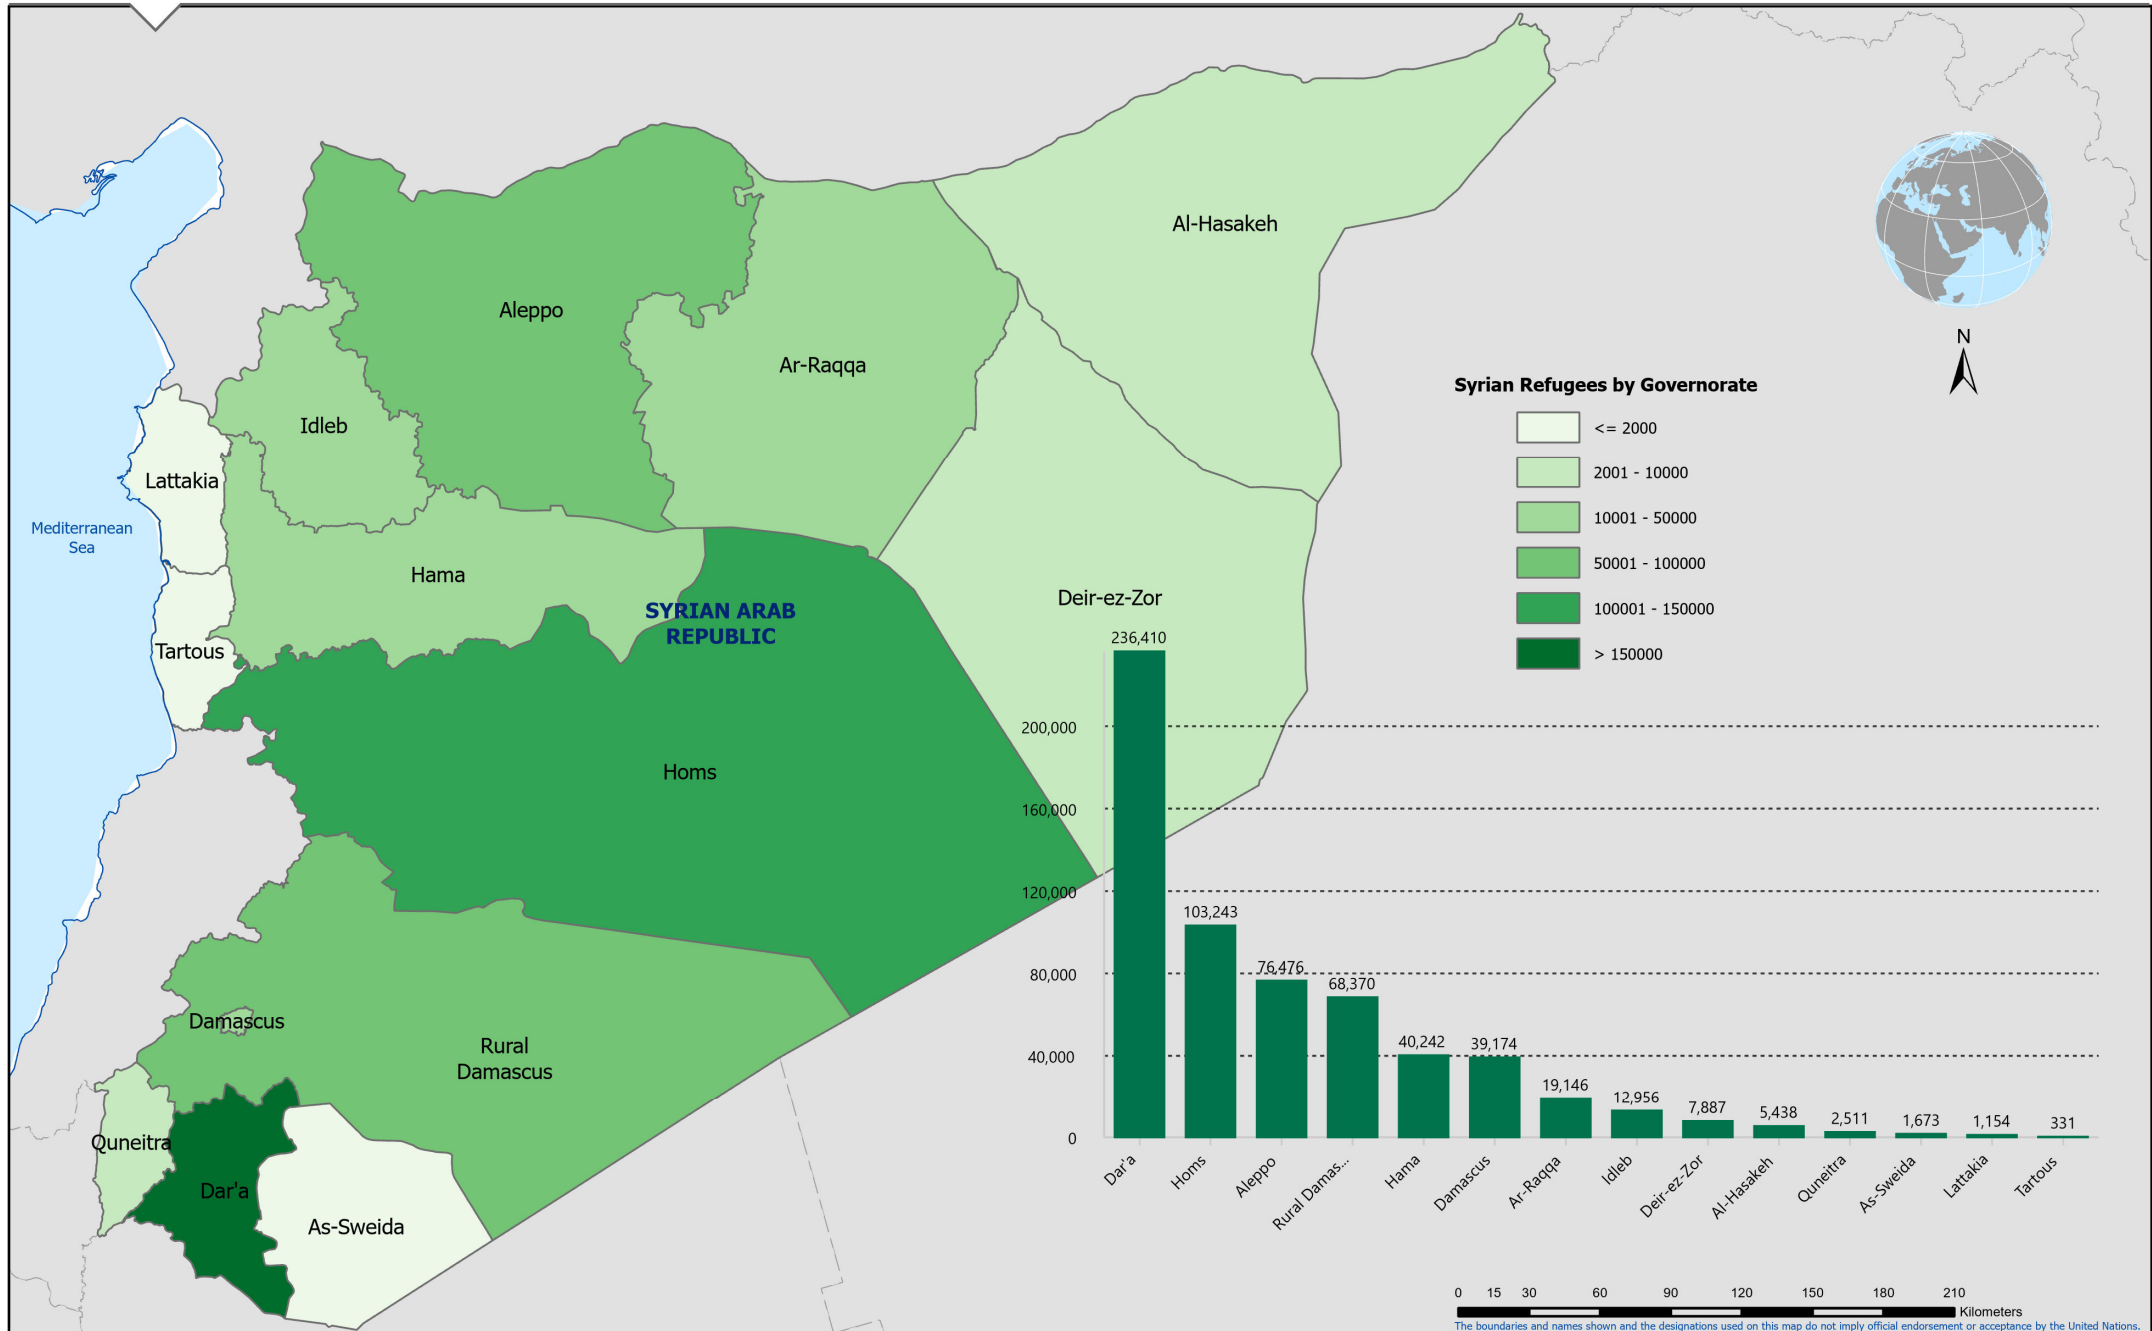 Al-Hasakeh
Aleppo
Ar-Raqqa
Idleb
Lattakia
Mediterranean
Sea
Hama
SYRIAN ARAB
REPUBLIC
Deir-ez-Zor
Tartous
Homs
Damascus
Rural
Damascus
Quneitra
Dar'a
As-Sweida
N
Syrian Refugees by Governorate
<= 2000
2001 - 10000
10001 - 50000
50001 - 100000
100001 - 150000
> 150000
200,000
160,000
120,000
80,000
40,000
0
236,410
103,243
76,476
68,370
40,242
39,174
19,146
12,956
7,887
5,438
2,511
1,673
1,154
331
Dar'a
Homs
Aleppo
Rural Damas...
Hama
Damascus
Ar-Raqqa
Idleb
Deir-ez-Zor
Al-Hasakeh
Quneitra
As-Sweida
Lattakia
Tartous
0 15 30 60 90 120 150 180 210
Kilometers
The boundaries and names shown and the designations used on this map do not imply official endorsement or acceptance by the United Nations.